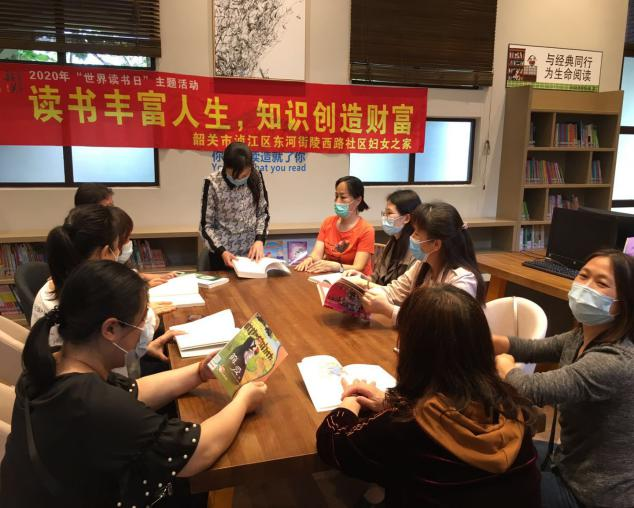 2020年“世界读书日”主题活动
读书丰富人生，知识创造财富
韶关市浈江区东河街陵西路社区妇女之家
与经典同行
为生命阅读
what you read